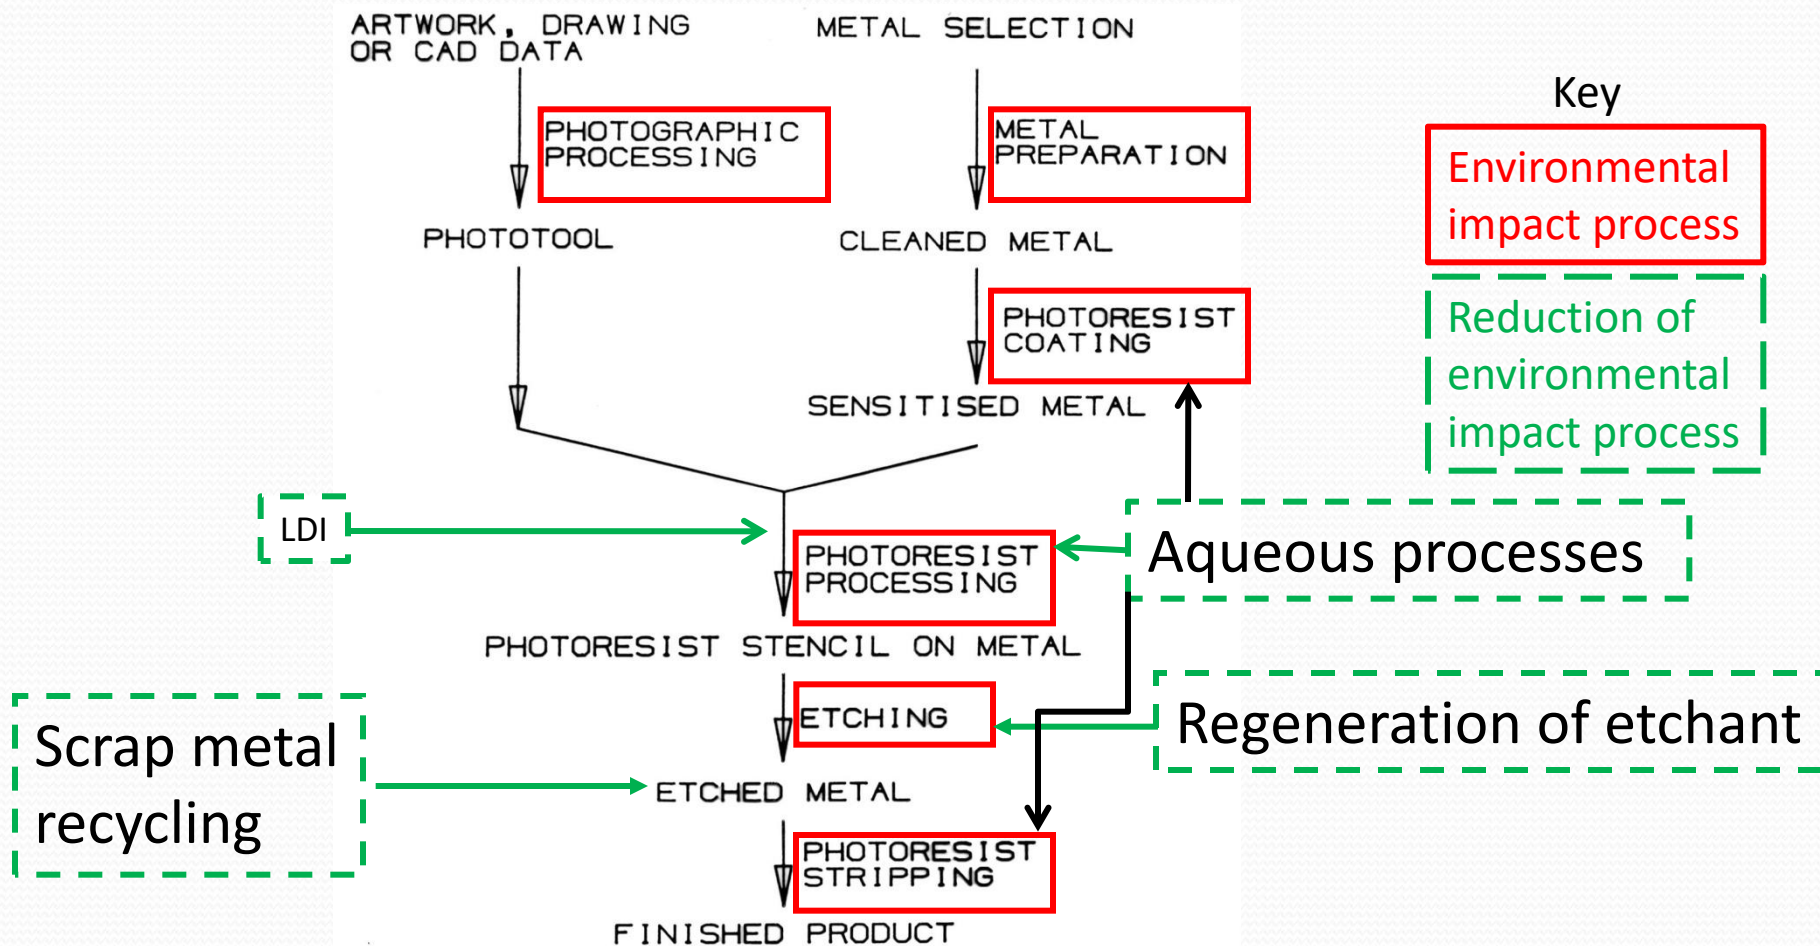 ARTWORK, DRAWING
OR CAD DATA
METAL SELECTION
Key
PHOTOGRAPHIC
PROCESSING
METAL
PREPARATION
Environmental
impact process
PHOTOTOOL
CLEANED METAL
PHOTORESIST
COATING
Reduction of
environmental
impact process
SENSITISED METAL
LDI
PHOTORESIST
PROCESSING
Aqueous processes
PHOTORESIST STENCIL ON METAL
ETCHING
Regeneration of etchant
Scrap metal
recycling
ETCHED METAL
PHOTORESIST
STRIPPING
FINISHED PRODUCT